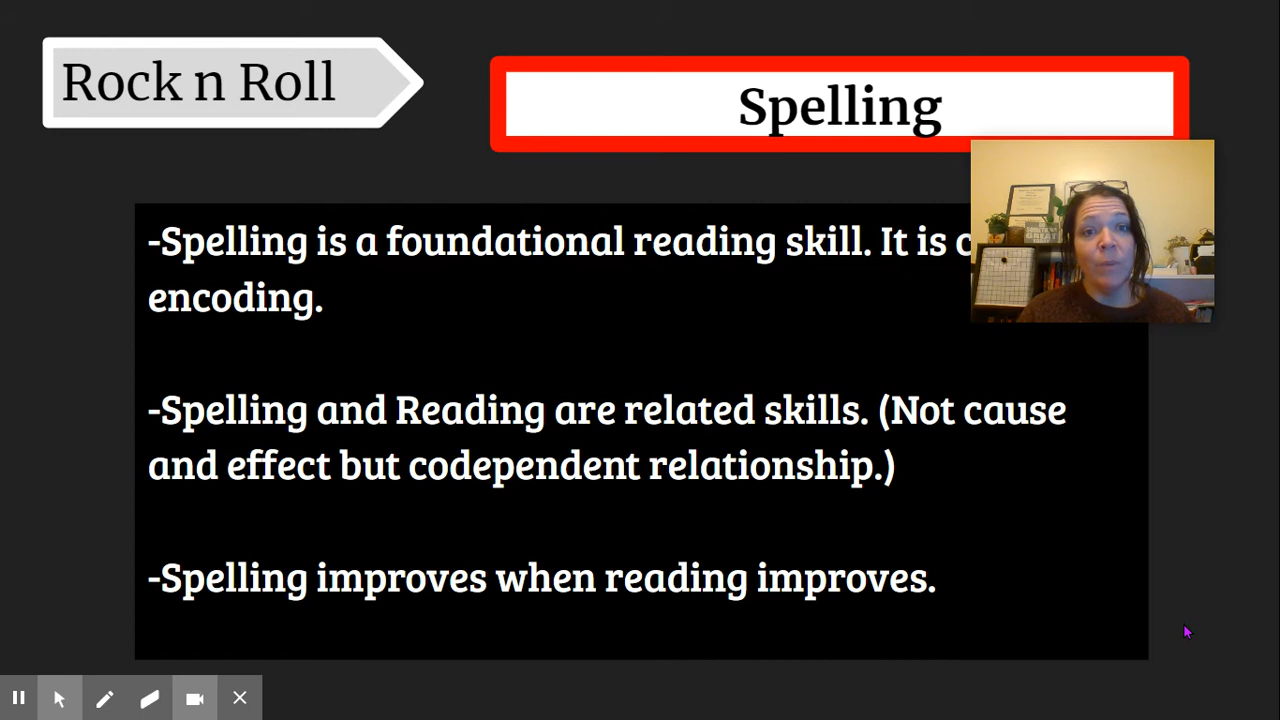 Rock n Roll
Spelling
-Spelling is a foundational reading skill. It is
encoding.
-Spelling and Reading are related skills. (Not cause
and effect but codependent relationship.)
-Spelling improves when reading improves.